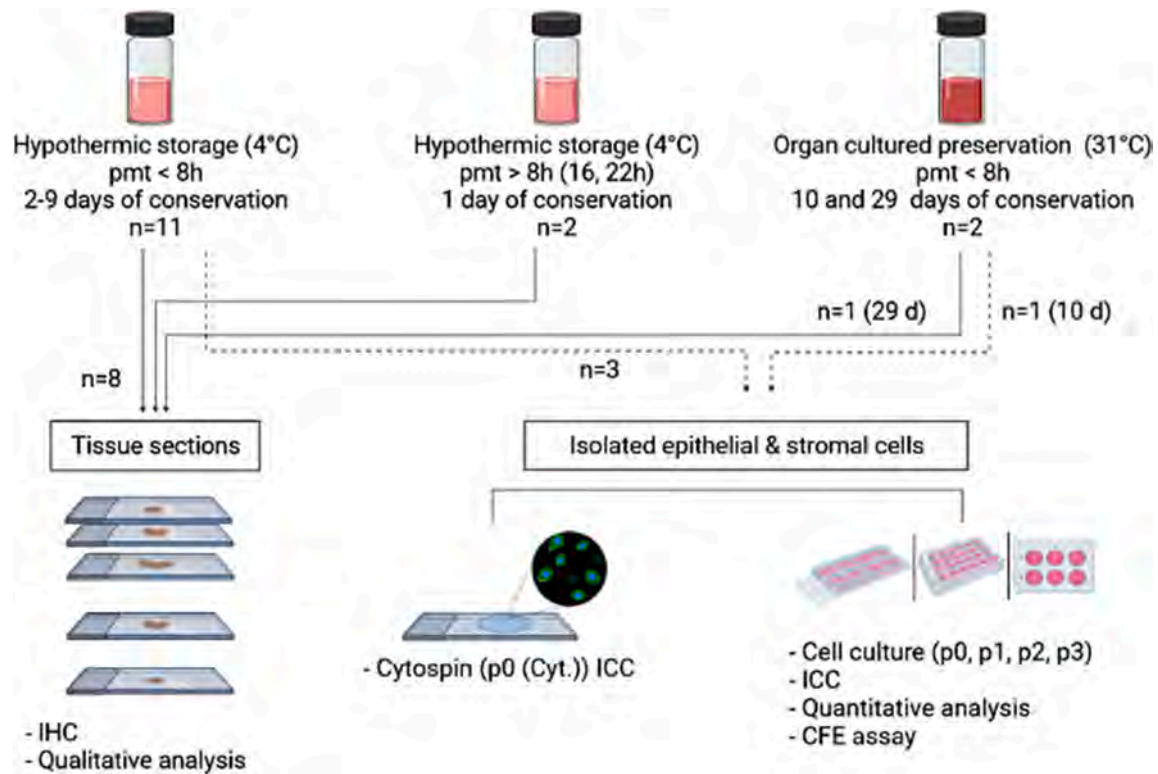 Hypothermic storage (4°C)
pmt < 8h
2-9 days of conservation
n=11
Hypothermic storage (4°C)
pmt > 8h (16, 22h)
1 day of conservation
n=2
Organ cultured preservation (31°C)
pmt < 8h
10 and 29 days of conservation
n=2
n=1 (29 d)
n=1 (10 d)
n=8
n=3
Tissue sections
Isolated epithelial & stromal cells
- IHC
- Qualitative analysis
- Cytospin (p0 (Cyt.)) ICC
- Cell culture (p0, p1, p2, p3)
- ICC
- Quantitative analysis
- CFE assay